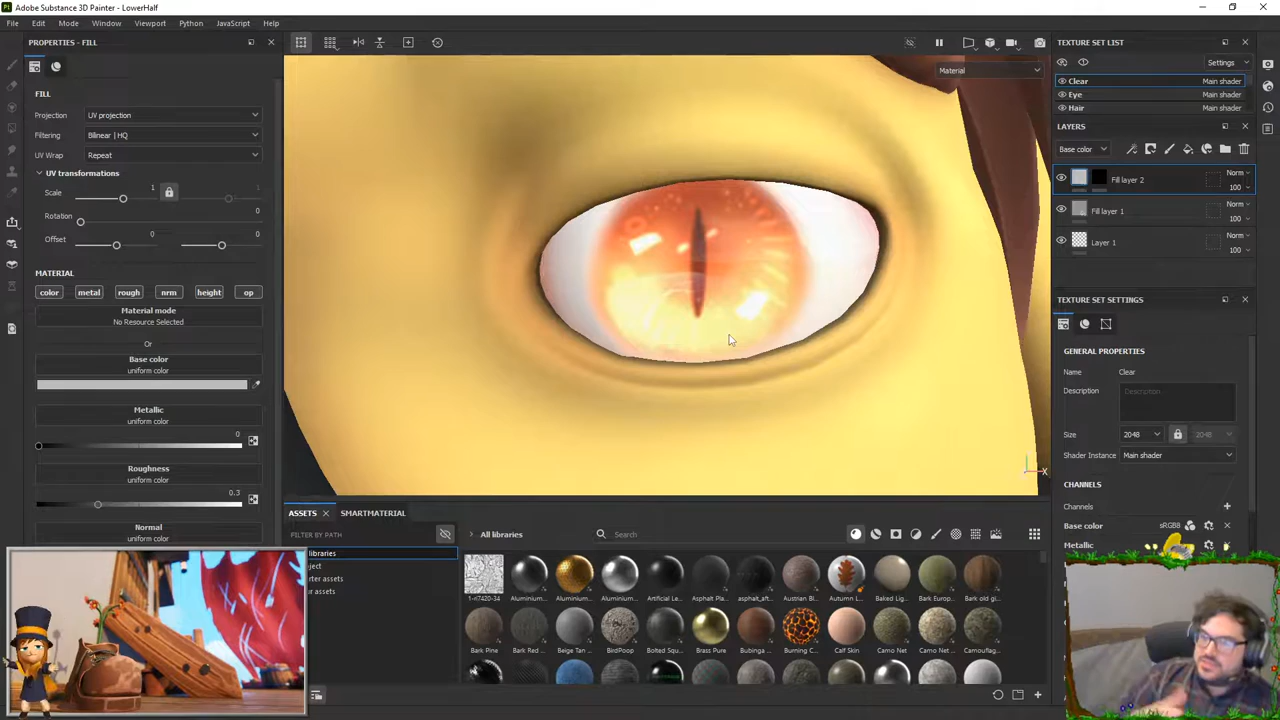 Adobe Substance 3D Painter - LowerHalf
File Edit Mode Window Viewport Python JavaScript Help
PROPERTIES - FILL
FILL
Projection UV projection
Filtering Bilinear | HQ
UV Wrap Repeat
UV transformations
Scale 1 1
Rotation 0
Offset 0 0
MATERIAL
color metal rough nrm height op
Material mode
No Resource Selected
Or
Base color
uniform color
Metallic
uniform color
0
Roughness
uniform color
0.3
Normal
uniform color
Material
X
ASSETS SMARTMATERIAL
FILTER BY PATH
All libraries
Search
libraries
1-ri7420-34 Aluminium... Aluminium... Aluminium... Artificial Le... Asphalt Pla... asphalt_aft... Austrian Bl... Autumn L... Baked Lig... Bark Europ... Bark old gi...
Bark Pine Bark Red ... Beige Tan ... BirdPoop Bolted Squ... Brass Pure Bubinga ... Burning C... Calf Skin Camo Net Camo Net ... Camouflag...
TEXTURE SET LIST
Settings
Clear Main shader
Eye Main shader
Hair Main shader
LAYERS
Base color
Fill layer 2 Norm 100
Fill layer 1 Norm 100
Layer 1 Norm 100
TEXTURE SET SETTINGS
GENERAL PROPERTIES
Name Clear
Description Description...
Size 2048 2048
Shader Instance Main shader
CHANNELS
Channels
Base color sRGB8
Metallic